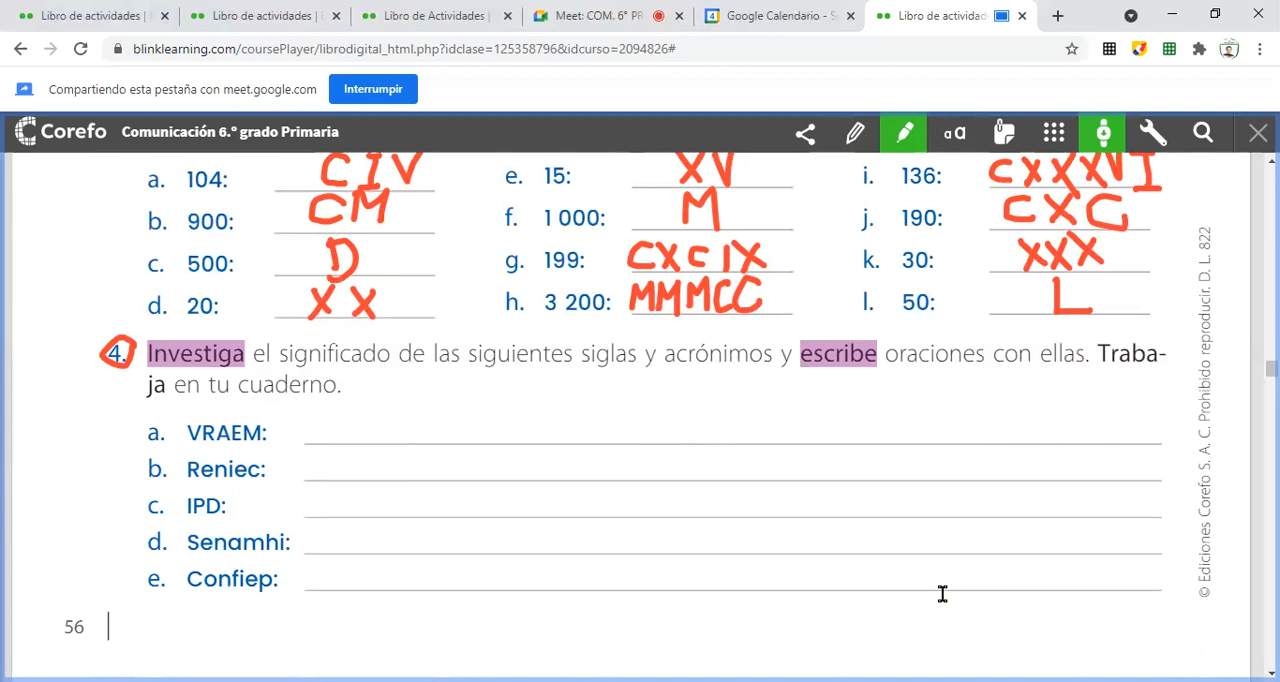 Libro de actividades |
Libro de actividades | E
Libro de Actividades |
Meet: COM. 6° PR
Google Calendario - S
Libro de actividad
blinklearning.com/coursePlayer/librodigital_html.php?idclase=125358796&idcurso=2094826#
Compartiendo esta pestaña con meet.google.com
Interrumpir
Corefo Comunicación 6.º grado Primaria
aa
a. 104: CIV e. 15: XV i. 136: CXXXVI
b. 900: CM f. 1 000: M j. 190: CXC
c. 500: D g. 199: CXCIX k. 30: XXX
d. 20: XX h. 3 200: MMMCC l. 50: L
4. Investiga el significado de las siguientes siglas y acrónimos y escribe oraciones con ellas. Traba-
ja en tu cuaderno.
a. VRAEM:
b. Reniec:
c. IPD:
d. Senamhi:
e. Confiep:
56
© Ediciones Corefo S. A. C. Prohibido reproducir. D. L. 822